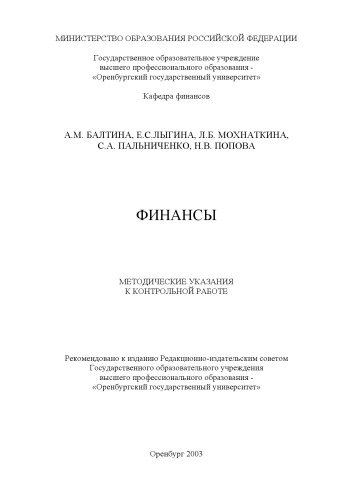 МИНИСТЕРСТВО ОБРАЗОВАНИЯ РОССИЙСКОЙ ФЕДЕРАЦИИ
Государственное образовательное учреждение
высшего профессионального образования -
«Оренбургский государственный университет»
Кафедра финансов
А.М. БАЛТИНА, Е.С.ЛЫГИНА, Л.Б. МОХНАТКИНА,
С.А. ПАЛЬНИЧЕНКО, Н.В. ПОПОВА
ФИНАНСЫ
МЕТОДИЧЕСКИЕ УКАЗАНИЯ
К КОНТРОЛЬНОЙ РАБОТЕ
Рекомендовано к изданию Редакционно-издательским советом
Государственного образовательного учреждения
высшего профессионального образования -
«Оренбургский государственный университет»
Оренбург 2003